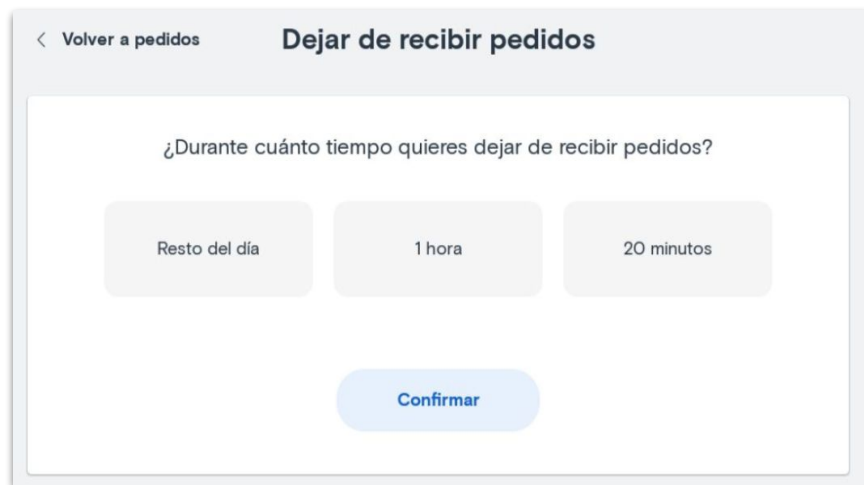 Volver a pedidos
Dejar de recibir pedidos
¿Durante cuánto tiempo quieres dejar de recibir pedidos?
Resto del día
1 hora
20 minutos
Confirmar